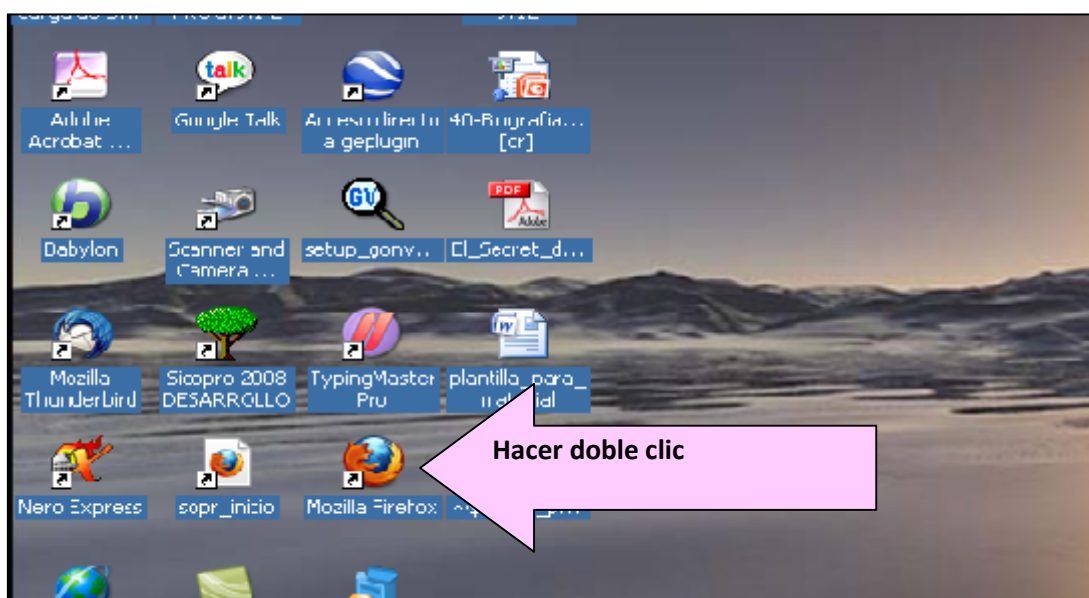 talk
Adobe
Acrobat ...
Google Talk
Acceso directo
a geplugin
40-Biografia...
[cr]
GV
PDF
Adobe
Babylon
Scanner and
Camera ...
setup_gonv...
El_Secret_d...
W
Mozilla
Thunderbird
Sicopro 2008
DESARROLLO
TypingMaster
Pro
plantilla_para_
Hacer doble clic
Nero Express
sopr_inicio
Mozilla Firefox